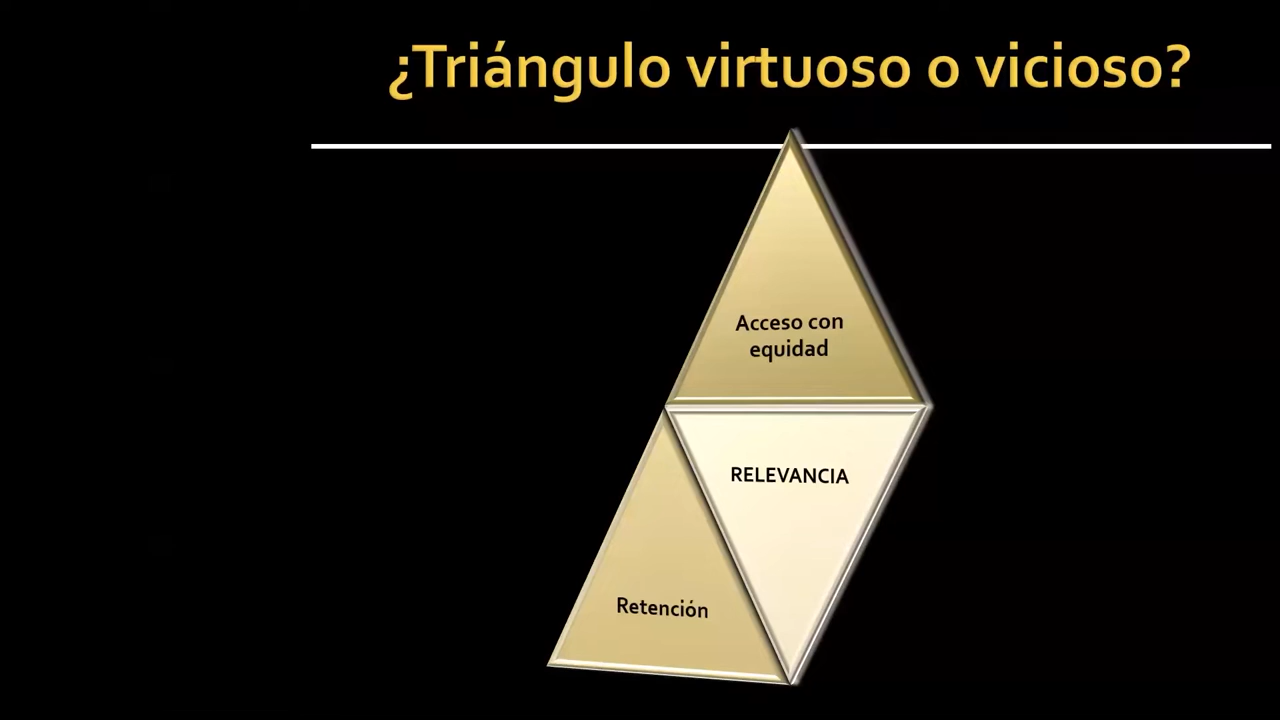 ¿Triángulo virtuoso o vicioso?
Acceso con
equidad
RELEVANCIA
Retención